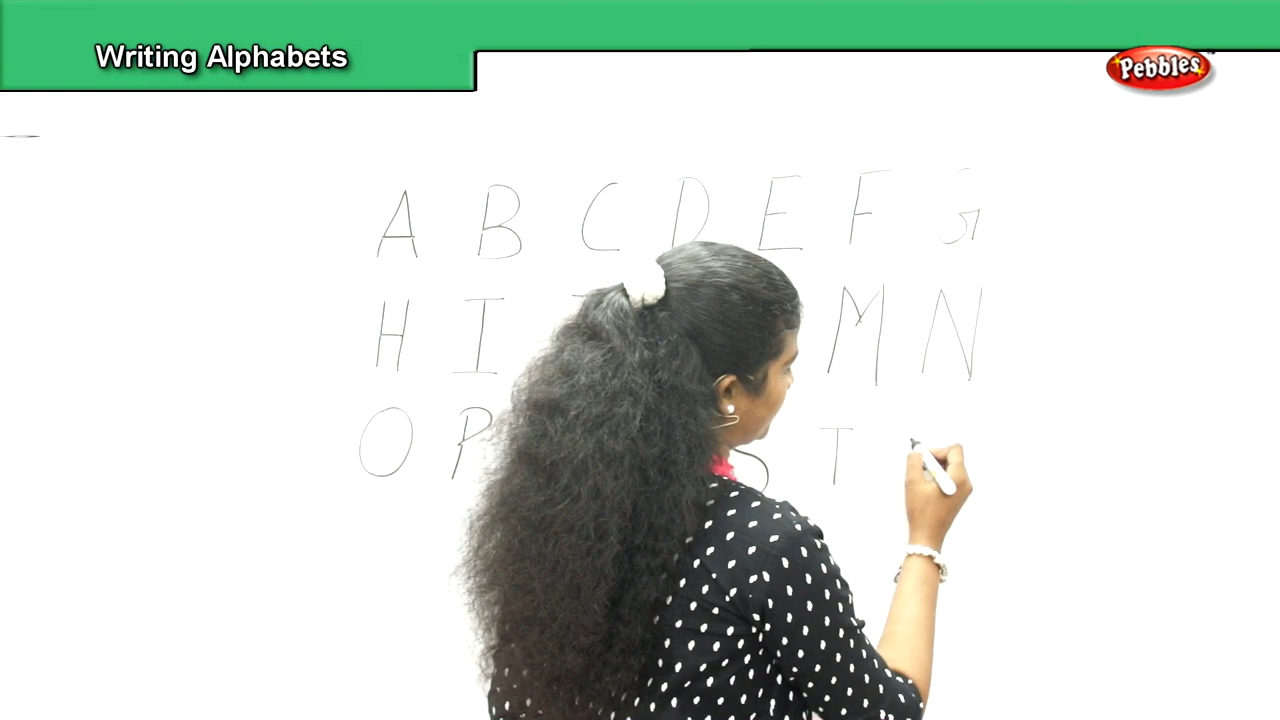 Writing Alphabets
Pebbles
A B C D E F G
H I M N
O P T